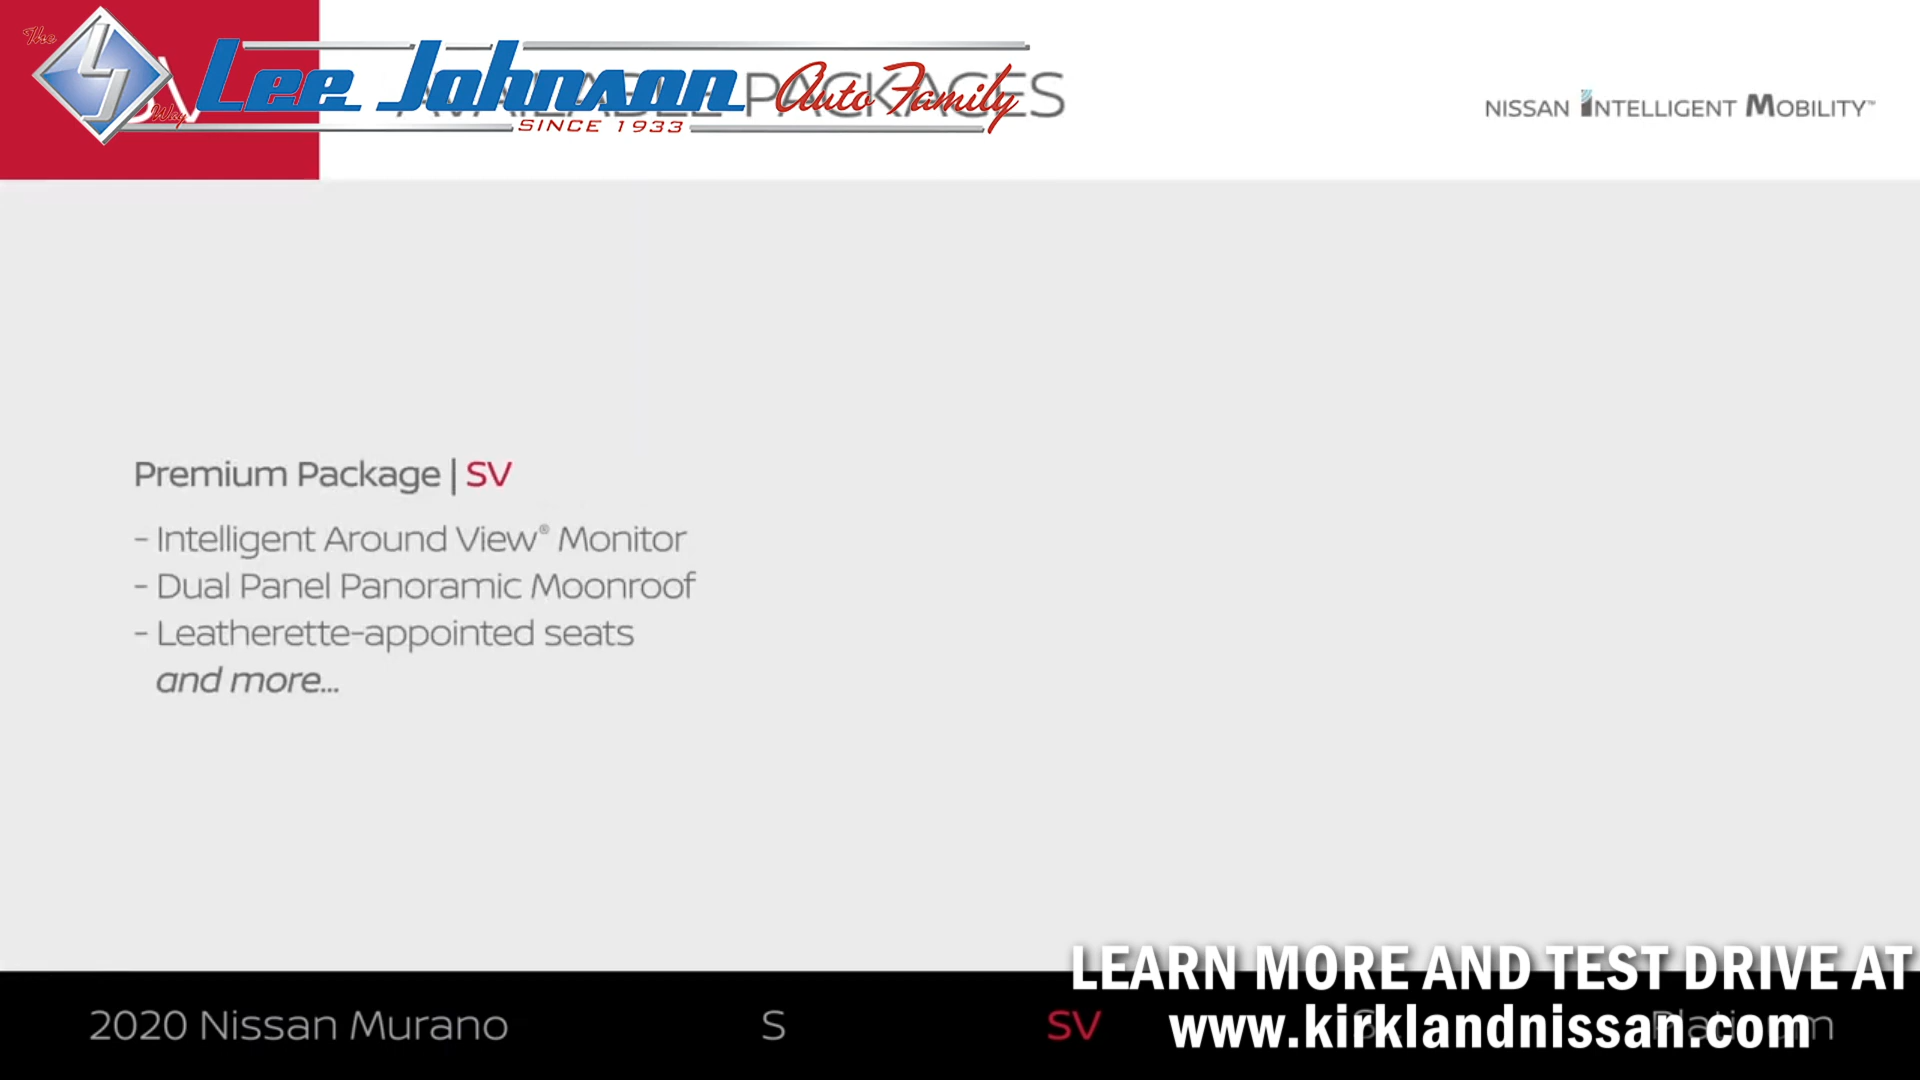 The
Way
Lee Johnson Auto Family
SINCE 1933
PACKAGES
NISSAN INTELLIGENT MOBILITY™
Premium Package | SV
- Intelligent Around View® Monitor
- Dual Panel Panoramic Moonroof
- Leatherette-appointed seats
and more...
LEARN MORE AND TEST DRIVE AT
www.kirklandnissan.com
2020 Nissan Murano
S
SV
Platinum